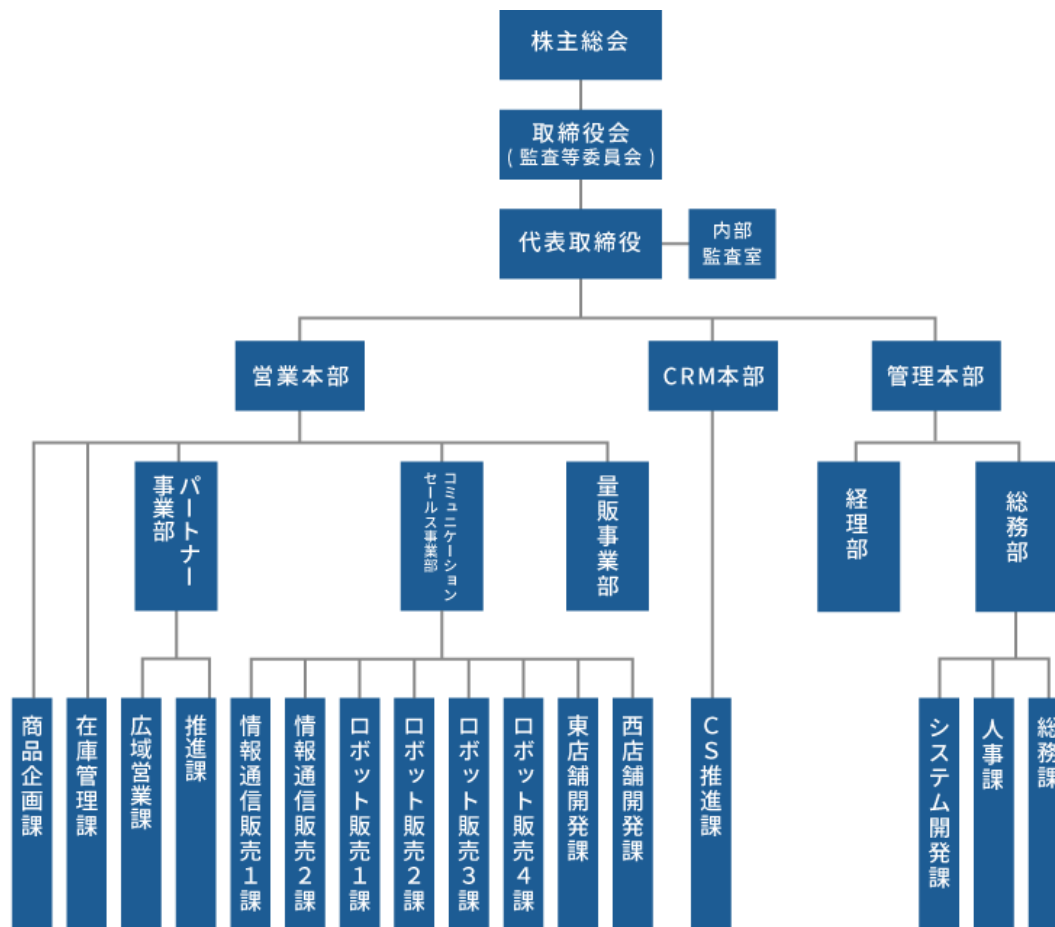 株主総会
取締役会
(監査等委員会)
代表取締役
内部
監査室
営業本部
CRM本部
管理本部
パートナー
事業部
コミュニケーション
セールス事業部
量販事業部
経理部
総務部
商品企画課
在庫管理課
広域営業課
推進課
情報通信販売1課
情報通信販売2課
ロボット販売1課
ロボット販売2課
ロボット販売3課
ロボット販売4課
東店舗開発課
西店舗開発課
CS推進課
システム開発課
人事課
総務課